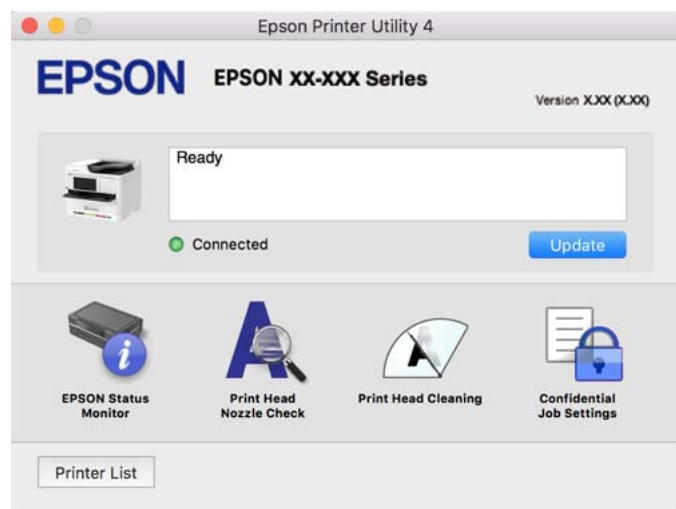 Epson Printer Utility 4
EPSON
EPSON XX-XXX Series
Version X.XX (X.XX)
Ready
Connected
Update
EPSON Status
Monitor
Print Head
Nozzle Check
Print Head Cleaning
Confidential
Job Settings
Printer List